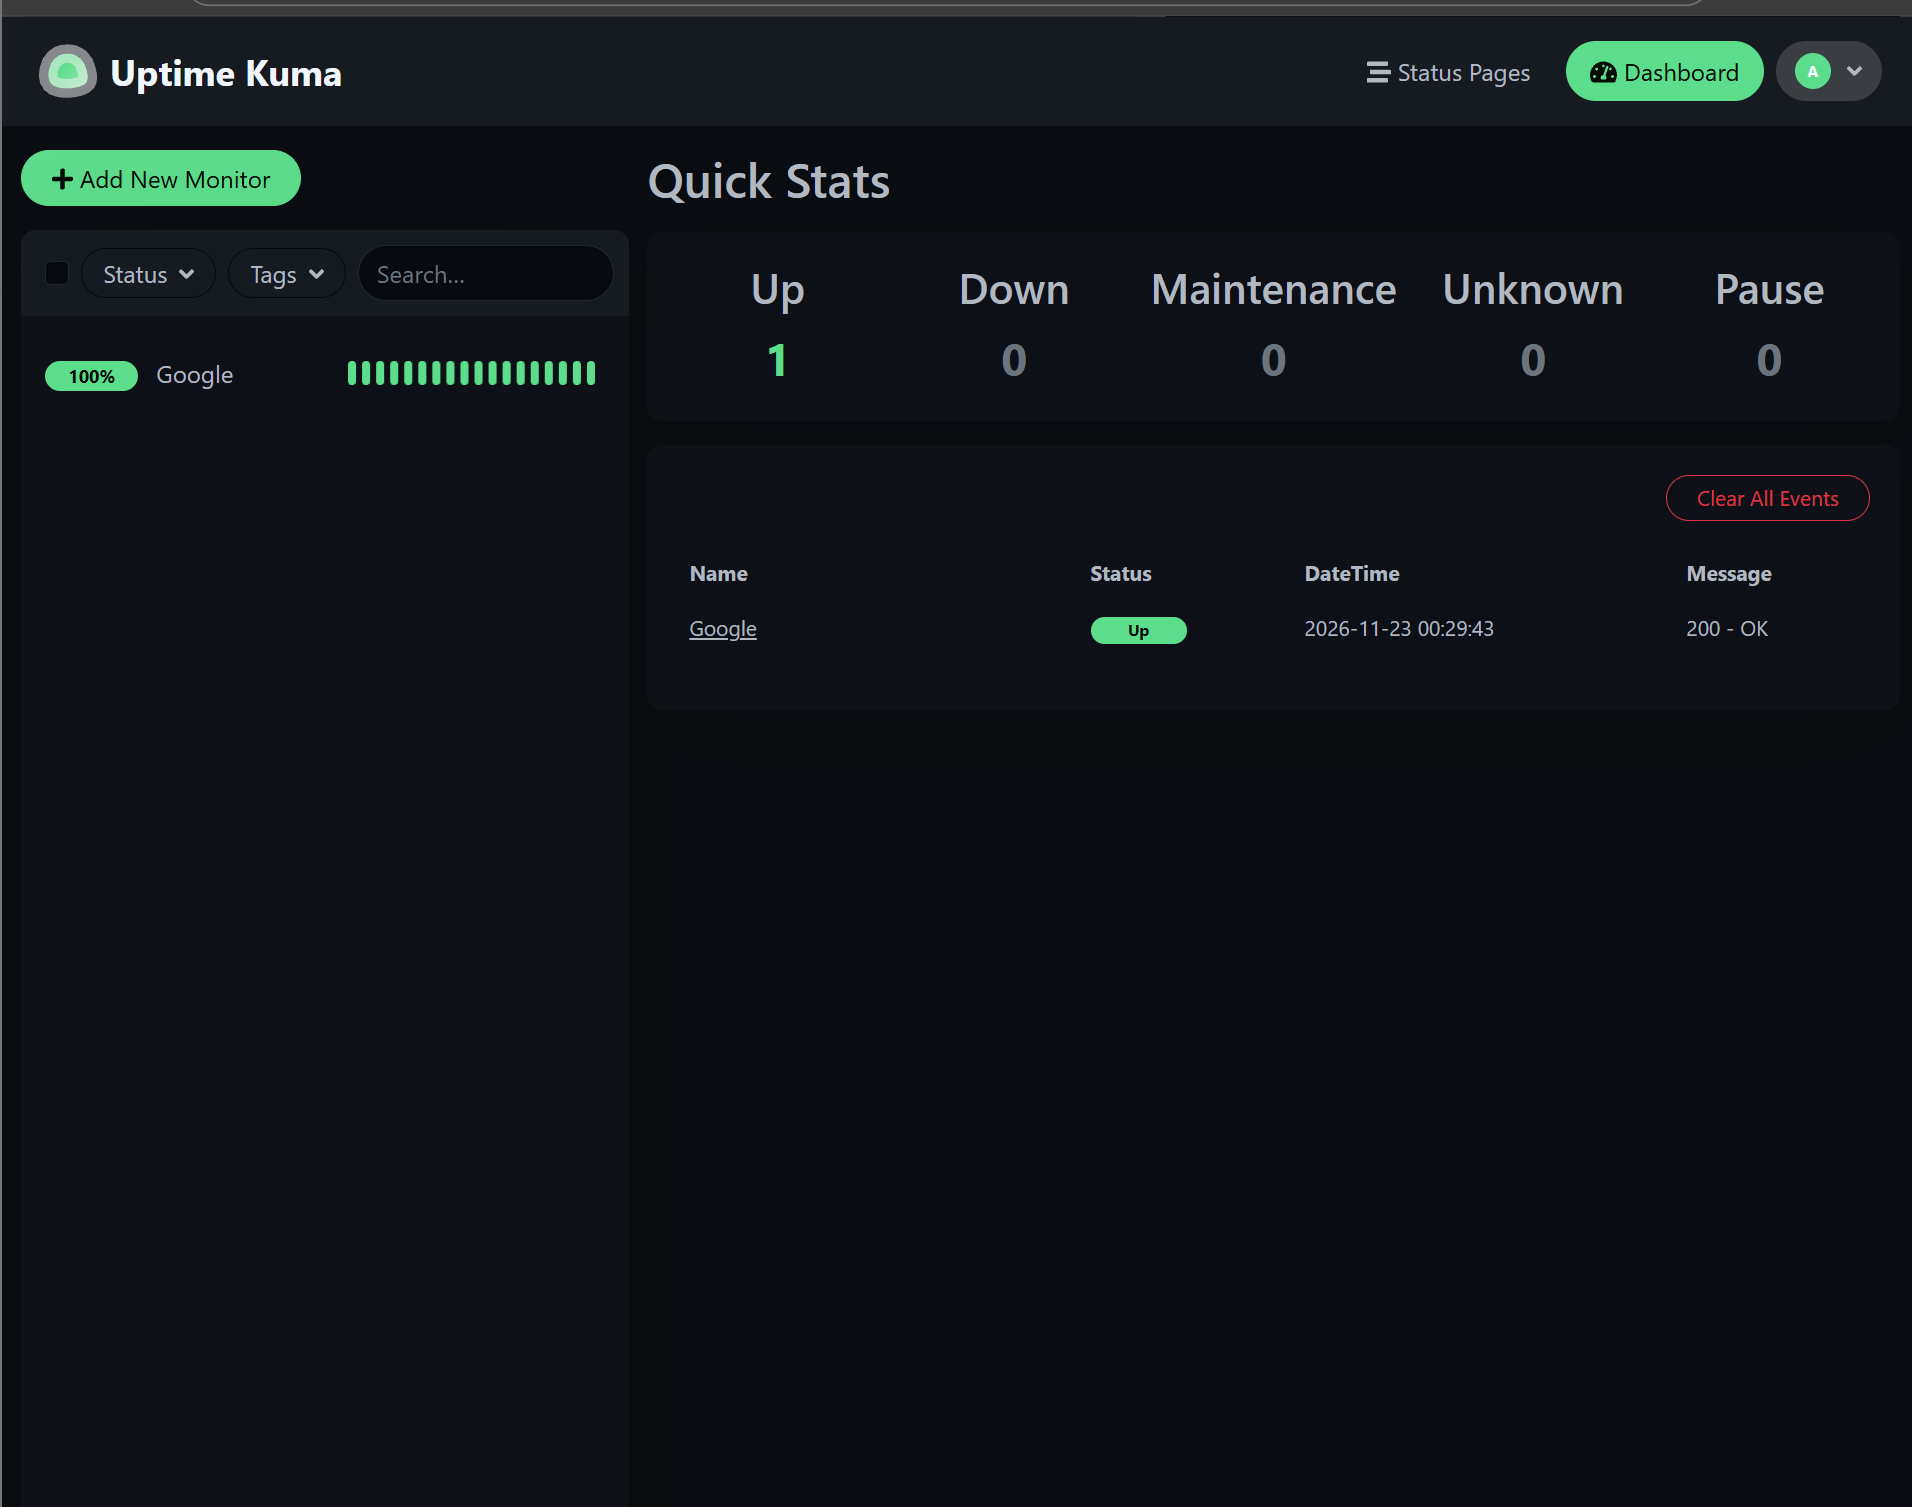 Uptime Kuma
Status Pages
Dashboard
A
Add New Monitor
Status
Tags
Search...
100%
Google
Quick Stats
Up
Down
Maintenance
Unknown
Pause
1
0
0
0
0
Clear All Events
Name
Status
DateTime
Message
Google
Up
2026-11-23 00:29:43
200 - OK